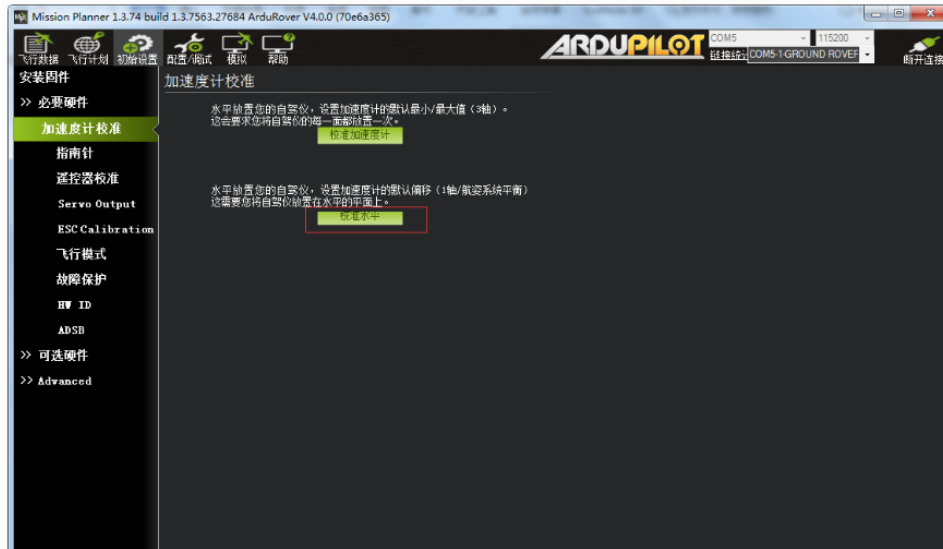 Mission Planner 1.3.74 build 1.3.7563.27684 ArduRover V4.0.0 (70e6a365)
飞行数据 飞行计划 初始设置 配置/调试 模拟 帮助
ARDUPILOT
COM5 115200
链接统计 COM5-1-GROUND ROVER
断开连接
安装固件
>> 必要硬件
加速度计校准
指南针
遥控器校准
Servo Output
ESC Calibration
飞行模式
故障保护
HW ID
ADSB
>> 可选硬件
>> Advanced
加速度计校准
水平放置您的自驾仪，设置加速度计的默认最小/最大值（3轴）。
这会要求您将自驾仪的每一面都放置一次。
校准加速度计
水平放置您的自驾仪，设置加速度计的默认偏移（1轴/航姿系统平衡）
这需要您将自驾仪放置在水平的平面上。
校准水平